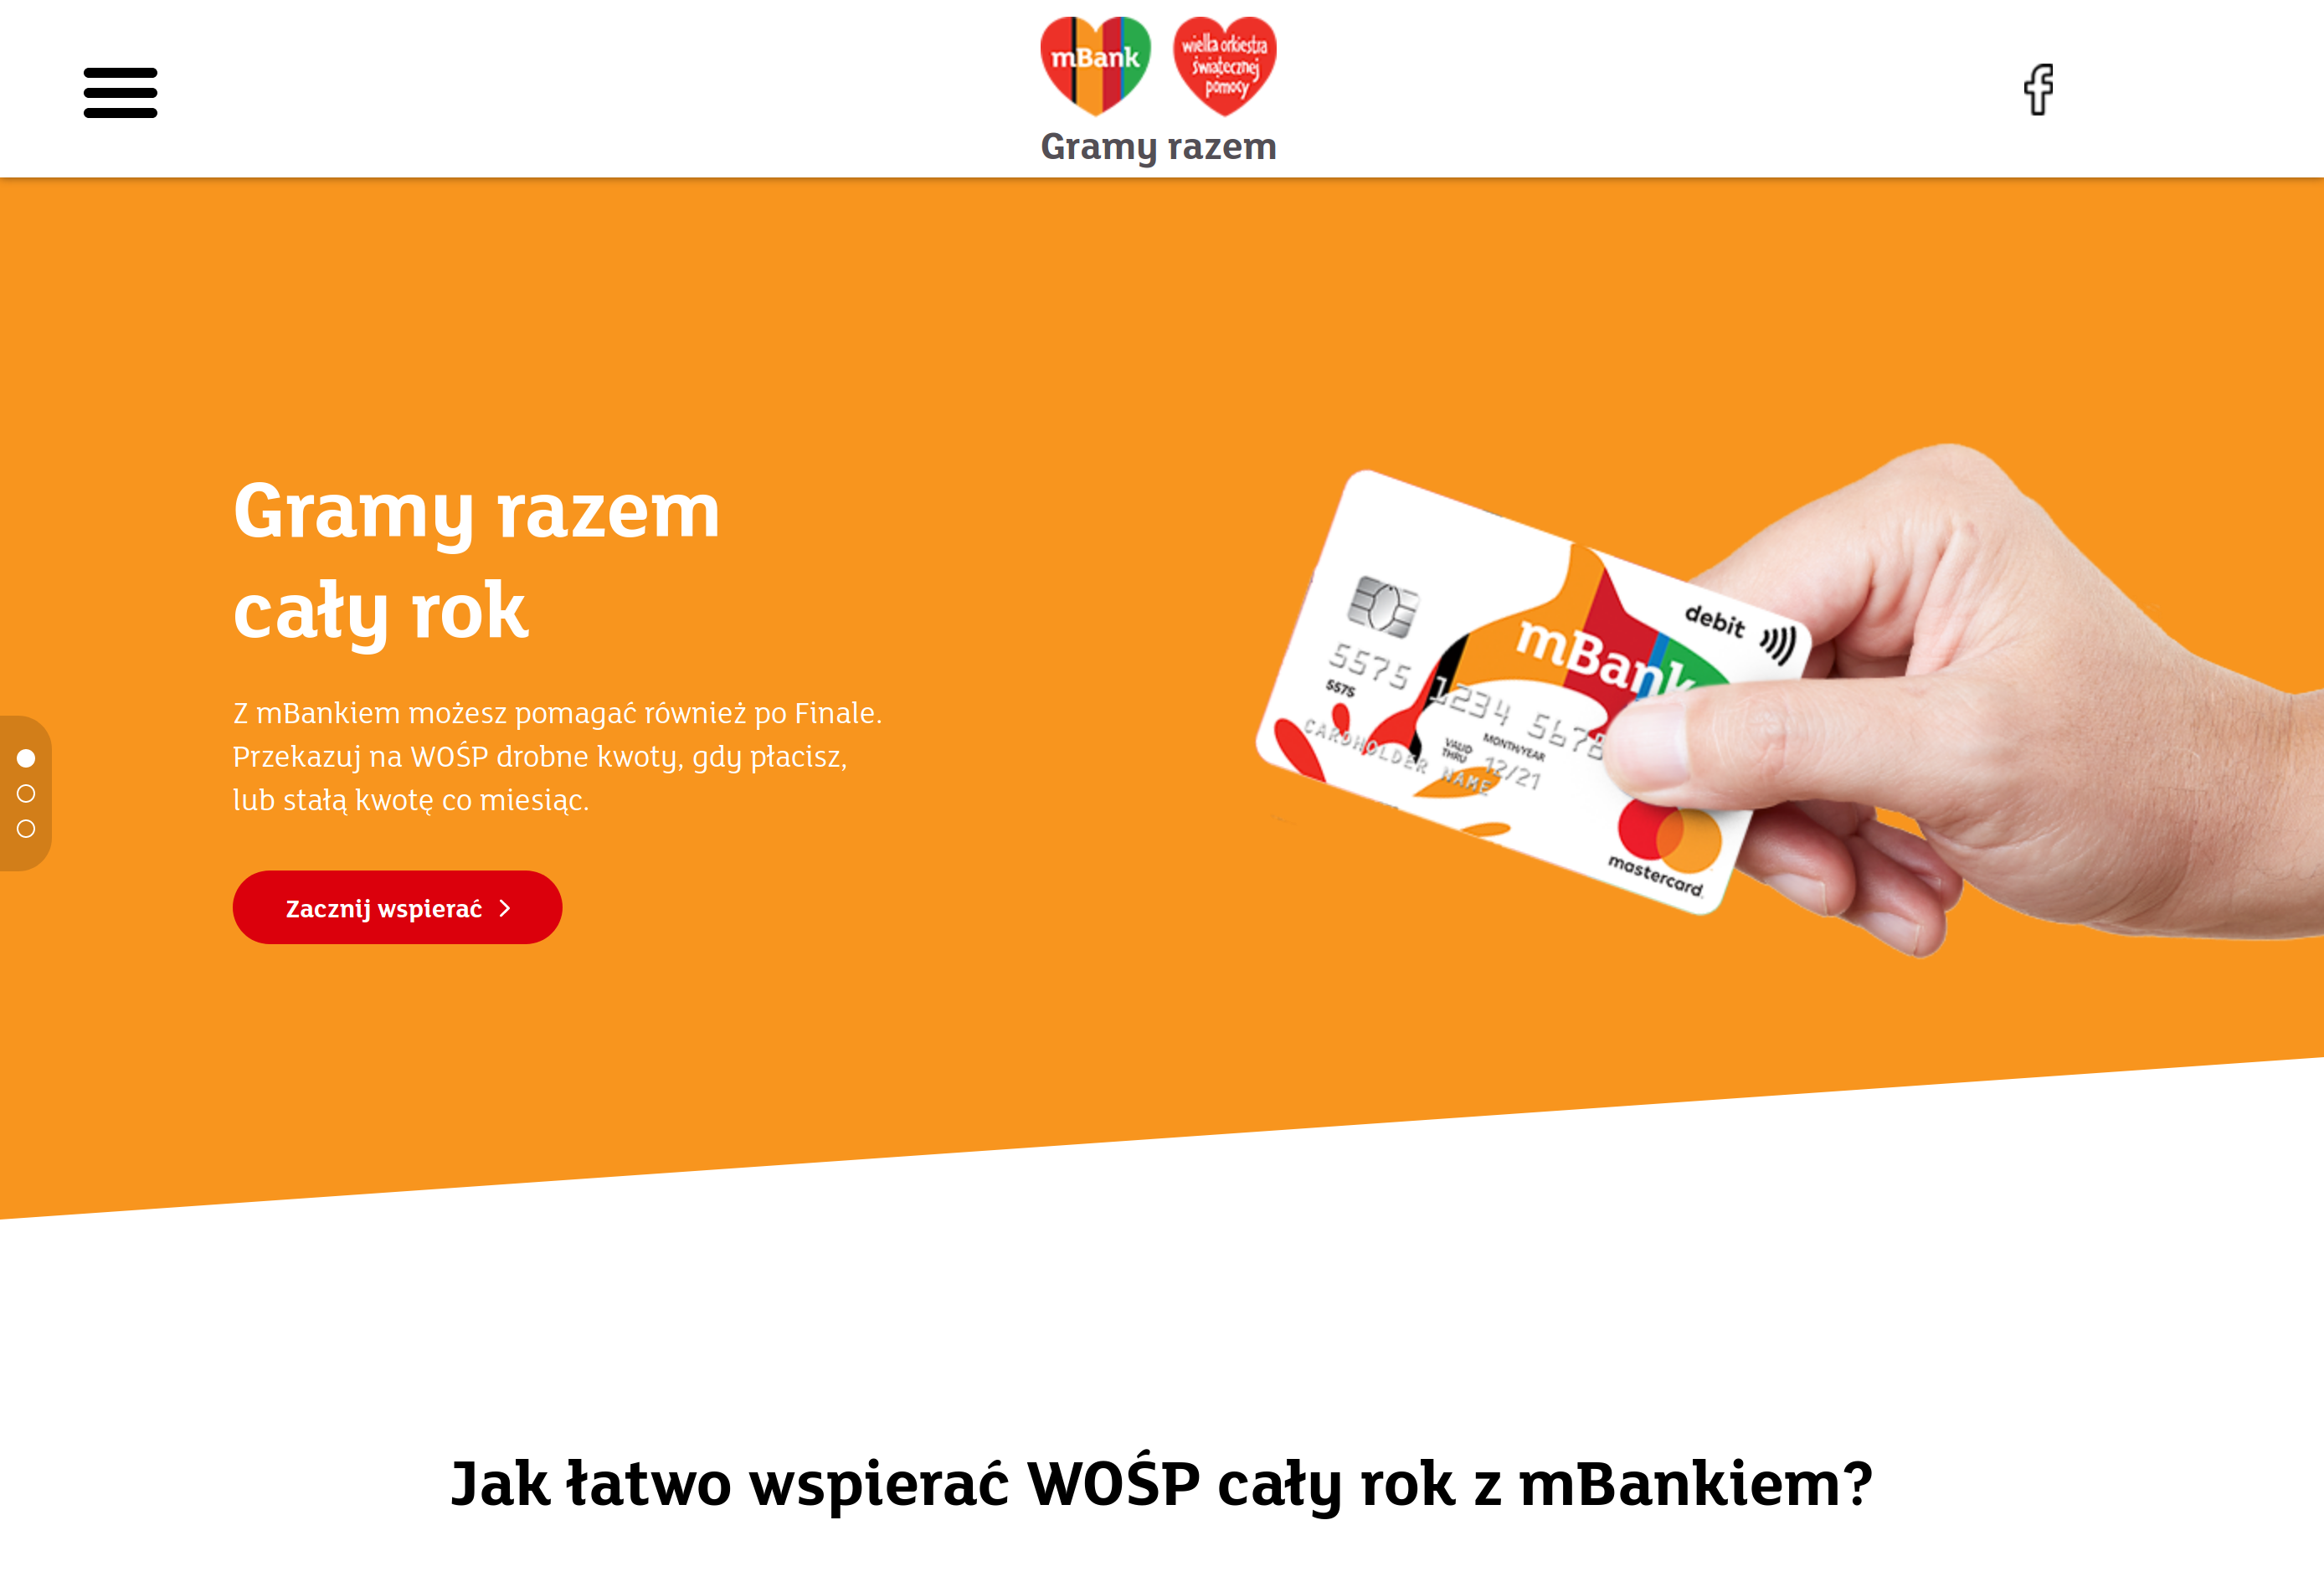 mBank
wielka orkiestra
świątecznej
pomocy
Gramy razem
Gramy razem
cały rok
Z mBankiem możesz pomagać również po Finale.
Przekazuj na WOŚP drobne kwoty, gdy płacisz,
lub stałą kwotę co miesiąc.
Zacznij wspierać
debit
mBank
5575 1234 5678
5575
VALID THRU
MONTH/YEAR
12/21
CARDHOLDER NAME
mastercard
Jak łatwo wspierać WOŚP cały rok z mBankiem?